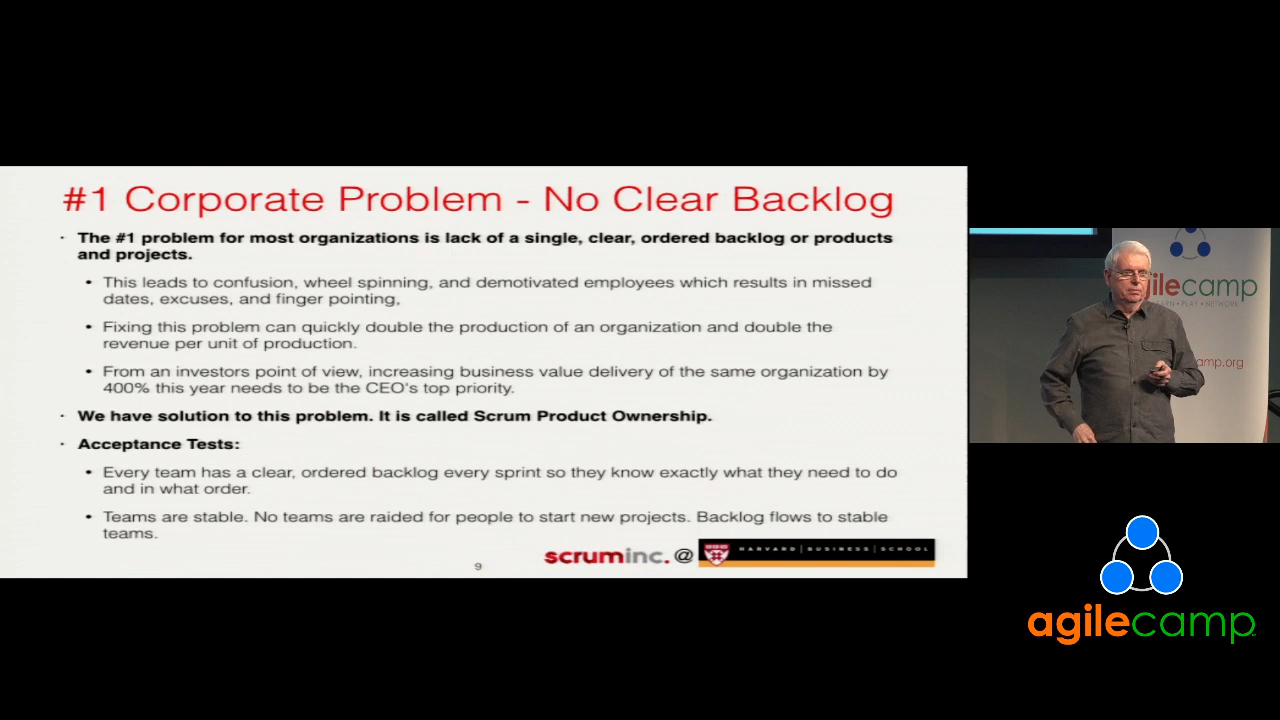 #1 Corporate Problem - No Clear Backlog
· The #1 problem for most organizations is lack of a single, clear, ordered backlog or products
and projects.
• This leads to confusion, wheel spinning, and demotivated employees which results in missed
dates, excuses, and finger pointing,
• Fixing this problem can quickly double the production of an organization and double the
revenue per unit of production.
• From an investors point of view, increasing business value delivery of the same organization by
400% this year needs to be the CEO's top priority.
· We have solution to this problem. It is called Scrum Product Ownership.
· Acceptance Tests:
• Every team has a clear, ordered backlog every sprint so they know exactly what they need to do
and in what order.
• Teams are stable. No teams are raided for people to start new projects. Backlog flows to stable
teams.
9
scruminc. @ HARVARD | BUSINESS | SCHOOL
ilecamp
PLAY • NETWORK
amp.org
agilecamp